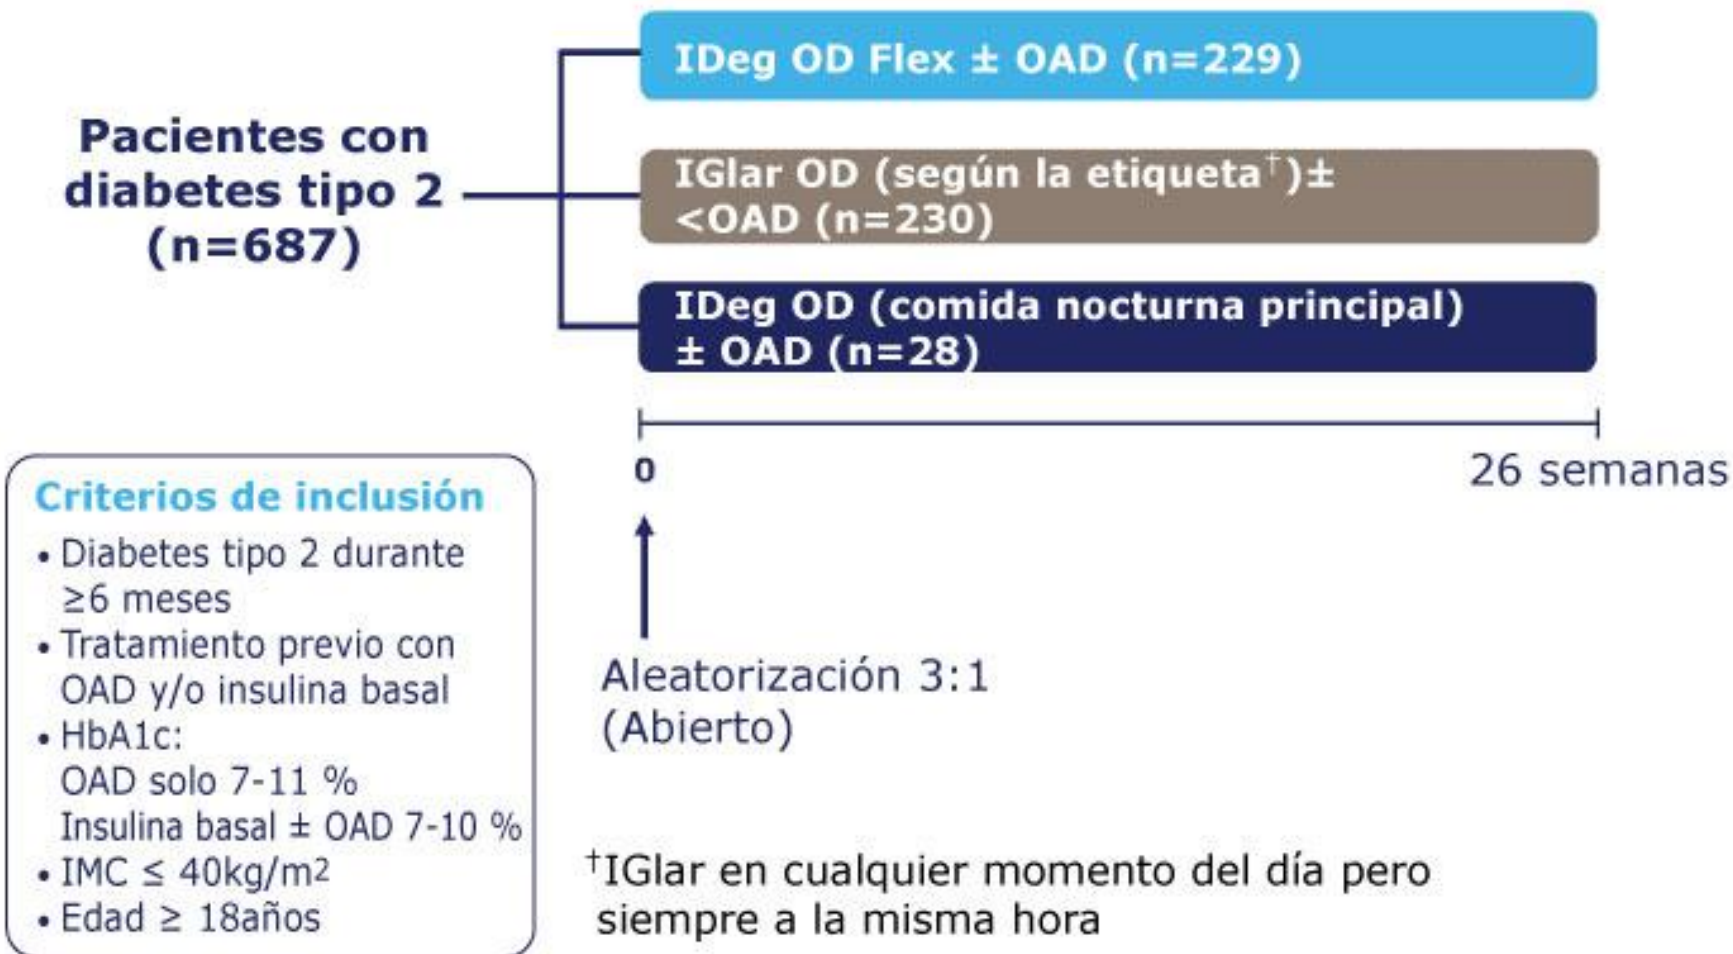 IDeg OD Flex ± OAD (n=229)
Pacientes con
diabetes tipo 2
(n=687)
IGlar OD (según la etiqueta†)±
<OAD (n=230)
IDeg OD (comida nocturna principal)
± OAD (n=28)
0
26 semanas
Criterios de inclusión
• Diabetes tipo 2 durante
≥6 meses
• Tratamiento previo con
OAD y/o insulina basal
• HbA1c:
OAD solo 7-11 %
Insulina basal ± OAD 7-10 %
• IMC ≤ 40kg/m2
• Edad ≥ 18años
Aleatorización 3:1
(Abierto)
†IGlar en cualquier momento del día pero
siempre a la misma hora